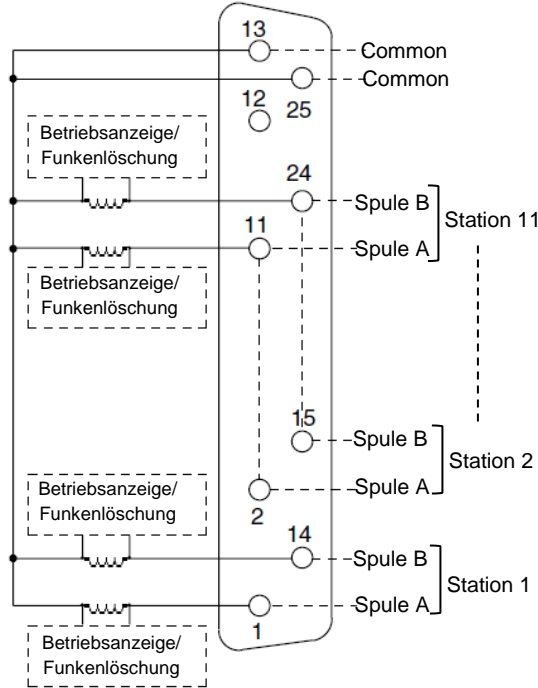 13
Common
Common
12
25
Betriebsanzeige/
Funkenlöschung
24
Spule B
Station 11
11
Spule A
Betriebsanzeige/
Funkenlöschung
15
Spule B
Station 2
Betriebsanzeige/
Funkenlöschung
Spule A
2
14
Spule B
Station 1
Spule A
1
Betriebsanzeige/
Funkenlöschung